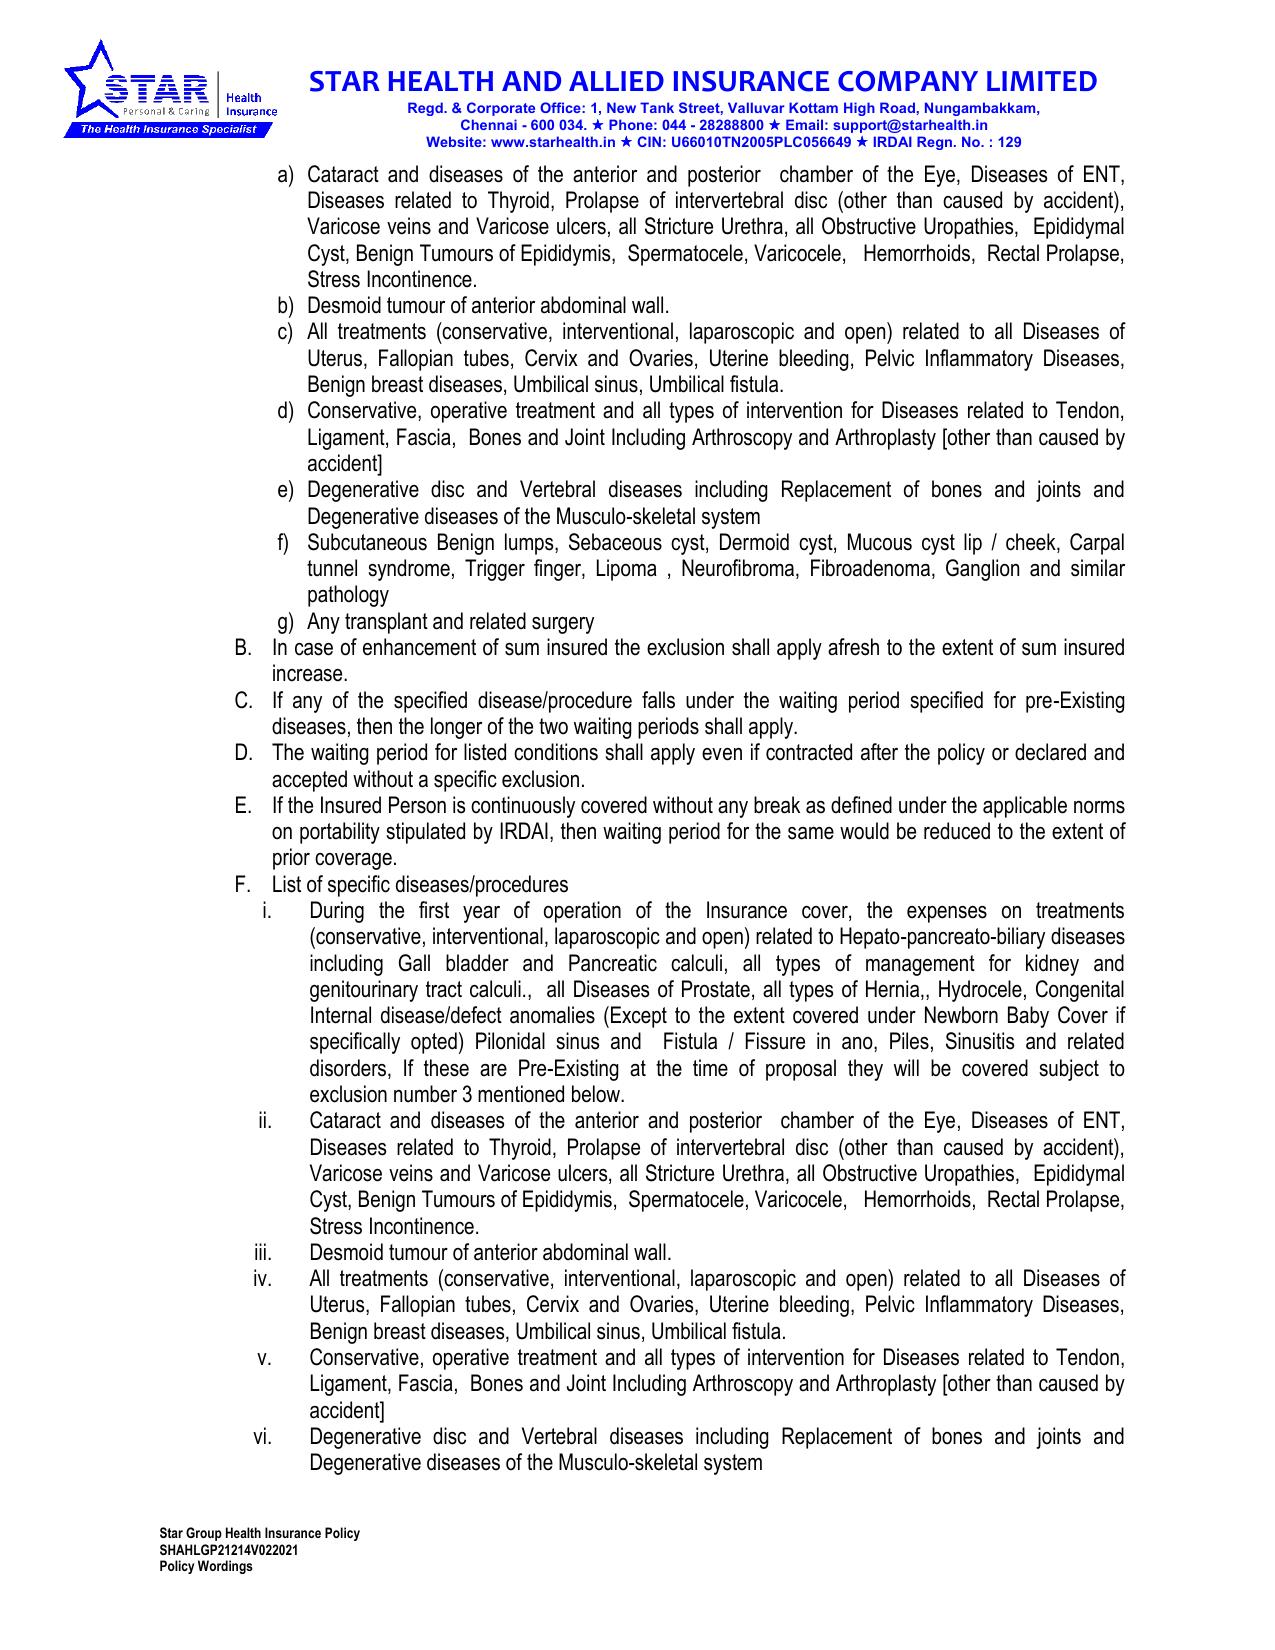 STAR
Personal & Caring
Health
Insurance
The Health Insurance Specialist
STAR HEALTH AND ALLIED INSURANCE COMPANY LIMITED
Regd. & Corporate Office: 1, New Tank Street, Valluvar Kottam High Road, Nungambakkam,
Chennai - 600 034. ★ Phone: 044 - 28288800 ★ Email: support@starhealth.in
Website: www.starhealth.in ★ CIN: U66010TN2005PLC056649 ★ IRDAI Regn. No. : 129
a) Cataract and diseases of the anterior and posterior chamber of the Eye, Diseases of ENT,
Diseases related to Thyroid, Prolapse of intervertebral disc (other than caused by accident),
Varicose veins and Varicose ulcers, all Stricture Urethra, all Obstructive Uropathies, Epididymal
Cyst, Benign Tumours of Epididymis, Spermatocele, Varicocele, Hemorrhoids, Rectal Prolapse,
Stress Incontinence.
b) Desmoid tumour of anterior abdominal wall.
c) All treatments (conservative, interventional, laparoscopic and open) related to all Diseases of
Uterus, Fallopian tubes, Cervix and Ovaries, Uterine bleeding, Pelvic Inflammatory Diseases,
Benign breast diseases, Umbilical sinus, Umbilical fistula.
d) Conservative, operative treatment and all types of intervention for Diseases related to Tendon,
Ligament, Fascia, Bones and Joint Including Arthroscopy and Arthroplasty [other than caused by
accident]
e) Degenerative disc and Vertebral diseases including Replacement of bones and joints and
Degenerative diseases of the Musculo-skeletal system
f) Subcutaneous Benign lumps, Sebaceous cyst, Dermoid cyst, Mucous cyst lip / cheek, Carpal
tunnel syndrome, Trigger finger, Lipoma , Neurofibroma, Fibroadenoma, Ganglion and similar
pathology
g) Any transplant and related surgery
B. In case of enhancement of sum insured the exclusion shall apply afresh to the extent of sum insured
increase.
C. If any of the specified disease/procedure falls under the waiting period specified for pre-Existing
diseases, then the longer of the two waiting periods shall apply.
D. The waiting period for listed conditions shall apply even if contracted after the policy or declared and
accepted without a specific exclusion.
E. If the Insured Person is continuously covered without any break as defined under the applicable norms
on portability stipulated by IRDAI, then waiting period for the same would be reduced to the extent of
prior coverage.
F. List of specific diseases/procedures
i. During the first year of operation of the Insurance cover, the expenses on treatments
(conservative, interventional, laparoscopic and open) related to Hepato-pancreato-biliary diseases
including Gall bladder and Pancreatic calculi, all types of management for kidney and
genitourinary tract calculi., all Diseases of Prostate, all types of Hernia,, Hydrocele, Congenital
Internal disease/defect anomalies (Except to the extent covered under Newborn Baby Cover if
specifically opted) Pilonidal sinus and Fistula / Fissure in ano, Piles, Sinusitis and related
disorders, If these are Pre-Existing at the time of proposal they will be covered subject to
exclusion number 3 mentioned below.
ii. Cataract and diseases of the anterior and posterior chamber of the Eye, Diseases of ENT,
Diseases related to Thyroid, Prolapse of intervertebral disc (other than caused by accident),
Varicose veins and Varicose ulcers, all Stricture Urethra, all Obstructive Uropathies, Epididymal
Cyst, Benign Tumours of Epididymis, Spermatocele, Varicocele, Hemorrhoids, Rectal Prolapse,
Stress Incontinence.
iii. Desmoid tumour of anterior abdominal wall.
iv. All treatments (conservative, interventional, laparoscopic and open) related to all Diseases of
Uterus, Fallopian tubes, Cervix and Ovaries, Uterine bleeding, Pelvic Inflammatory Diseases,
Benign breast diseases, Umbilical sinus, Umbilical fistula.
v. Conservative, operative treatment and all types of intervention for Diseases related to Tendon,
Ligament, Fascia, Bones and Joint Including Arthroscopy and Arthroplasty [other than caused by
accident]
vi. Degenerative disc and Vertebral diseases including Replacement of bones and joints and
Degenerative diseases of the Musculo-skeletal system
Star Group Health Insurance Policy
SHAHLGP21214V022021
Policy Wordings